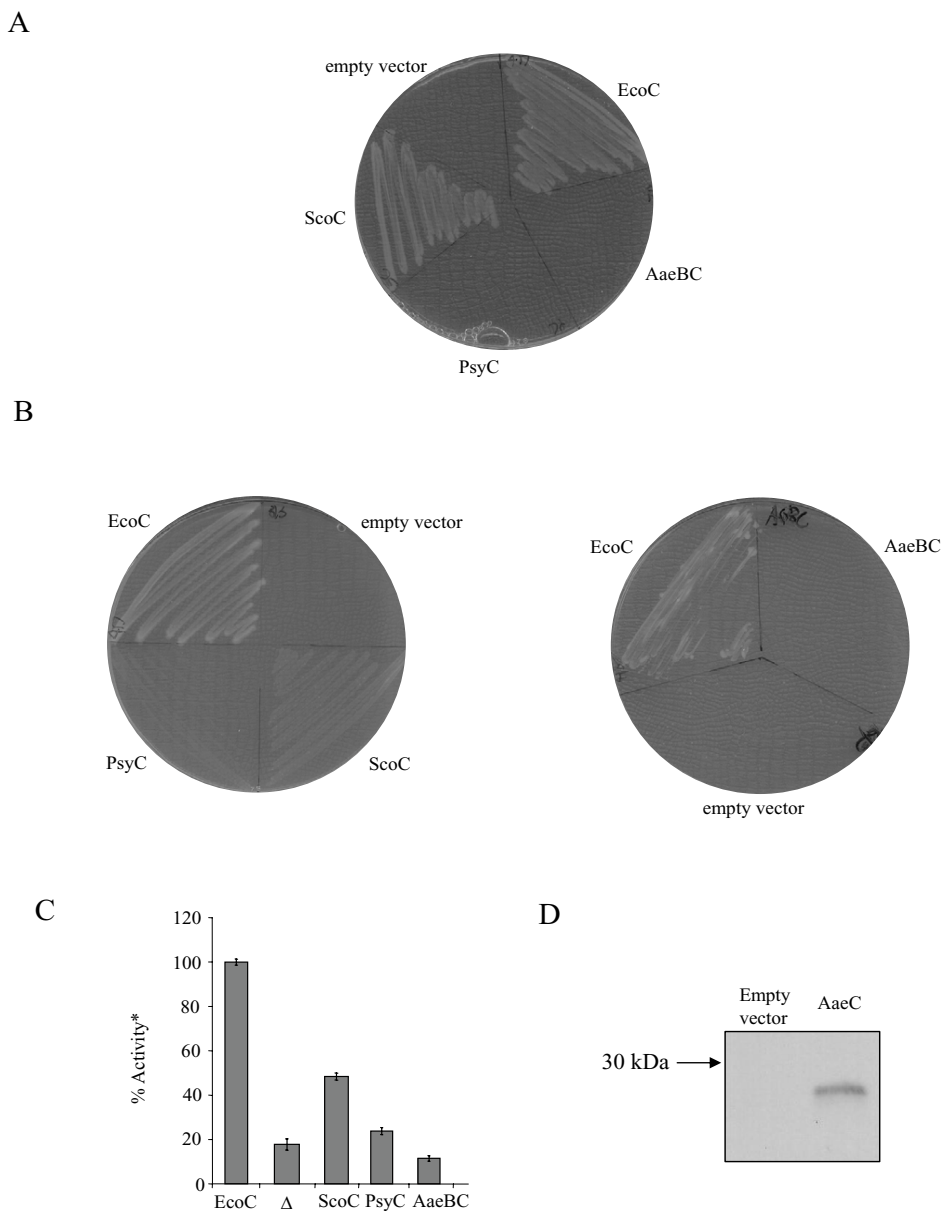 A
empty vector
EcoC
ScoC
AaeBC
PsyC
B
EcoC
empty vector
PsyC
ScoC
EcoC
AaeBC
empty vector
C
D
% Activity*
120
100
80
60
40
20
0
EcoC
Δ
ScoC
PsyC
AaeBC
Empty
vector
AaeC
30 kDa